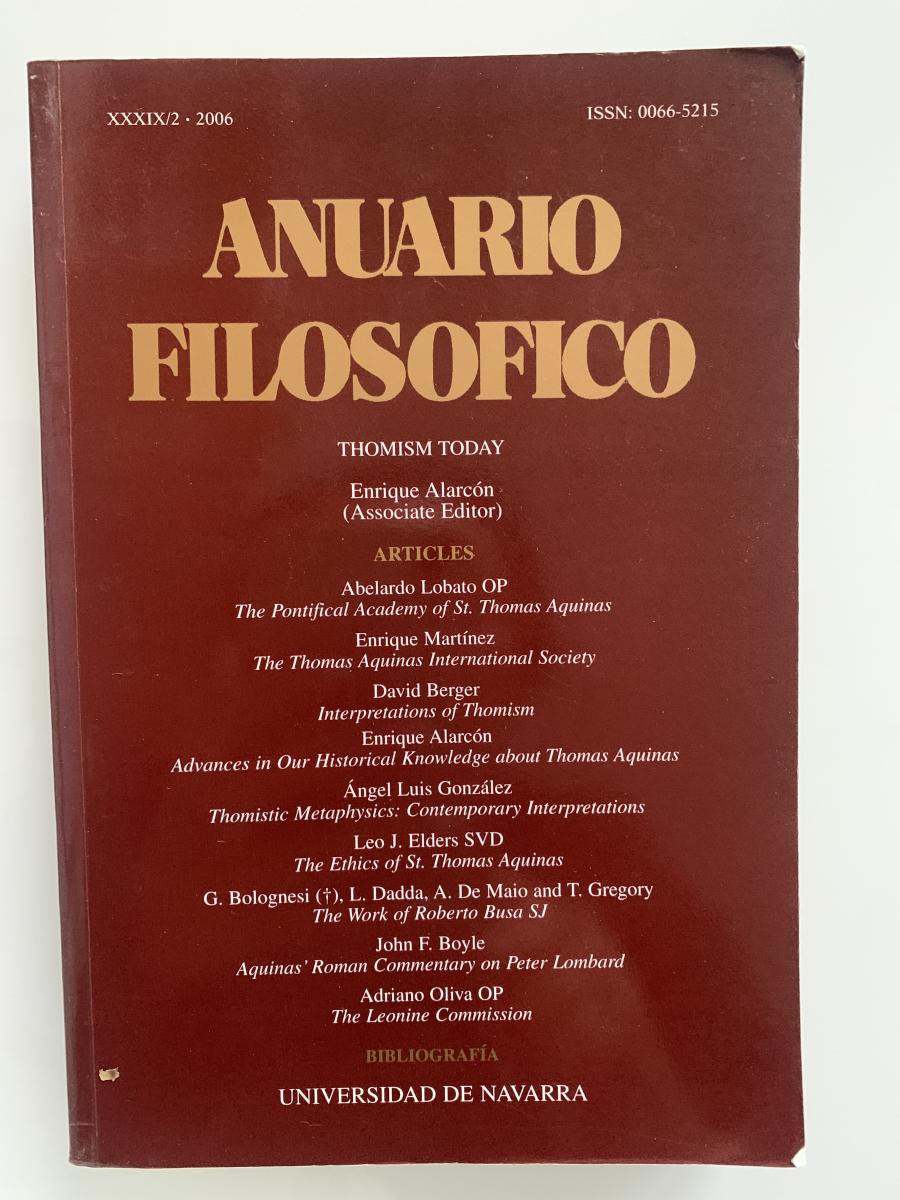 XXXIX/2 · 2006
ISSN: 0066-5215
ANUARIO
FILOSOFICO
THOMISM TODAY
Enrique Alarcón
(Associate Editor)
ARTICLES
Abelardo Lobato OP
The Pontifical Academy of St. Thomas Aquinas
Enrique Martínez
The Thomas Aquinas International Society
David Berger
Interpretations of Thomism
Enrique Alarcón
Advances in Our Historical Knowledge about Thomas Aquinas
Ángel Luis González
Thomistic Metaphysics: Contemporary Interpretations
Leo J. Elders SVD
The Ethics of St. Thomas Aquinas
G. Bolognesi (†), L. Dadda, A. De Maio and T. Gregory
The Work of Roberto Busa SJ
John F. Boyle
Aquinas' Roman Commentary on Peter Lombard
Adriano Oliva OP
The Leonine Commission
BIBLIOGRAFÍA
UNIVERSIDAD DE NAVARRA